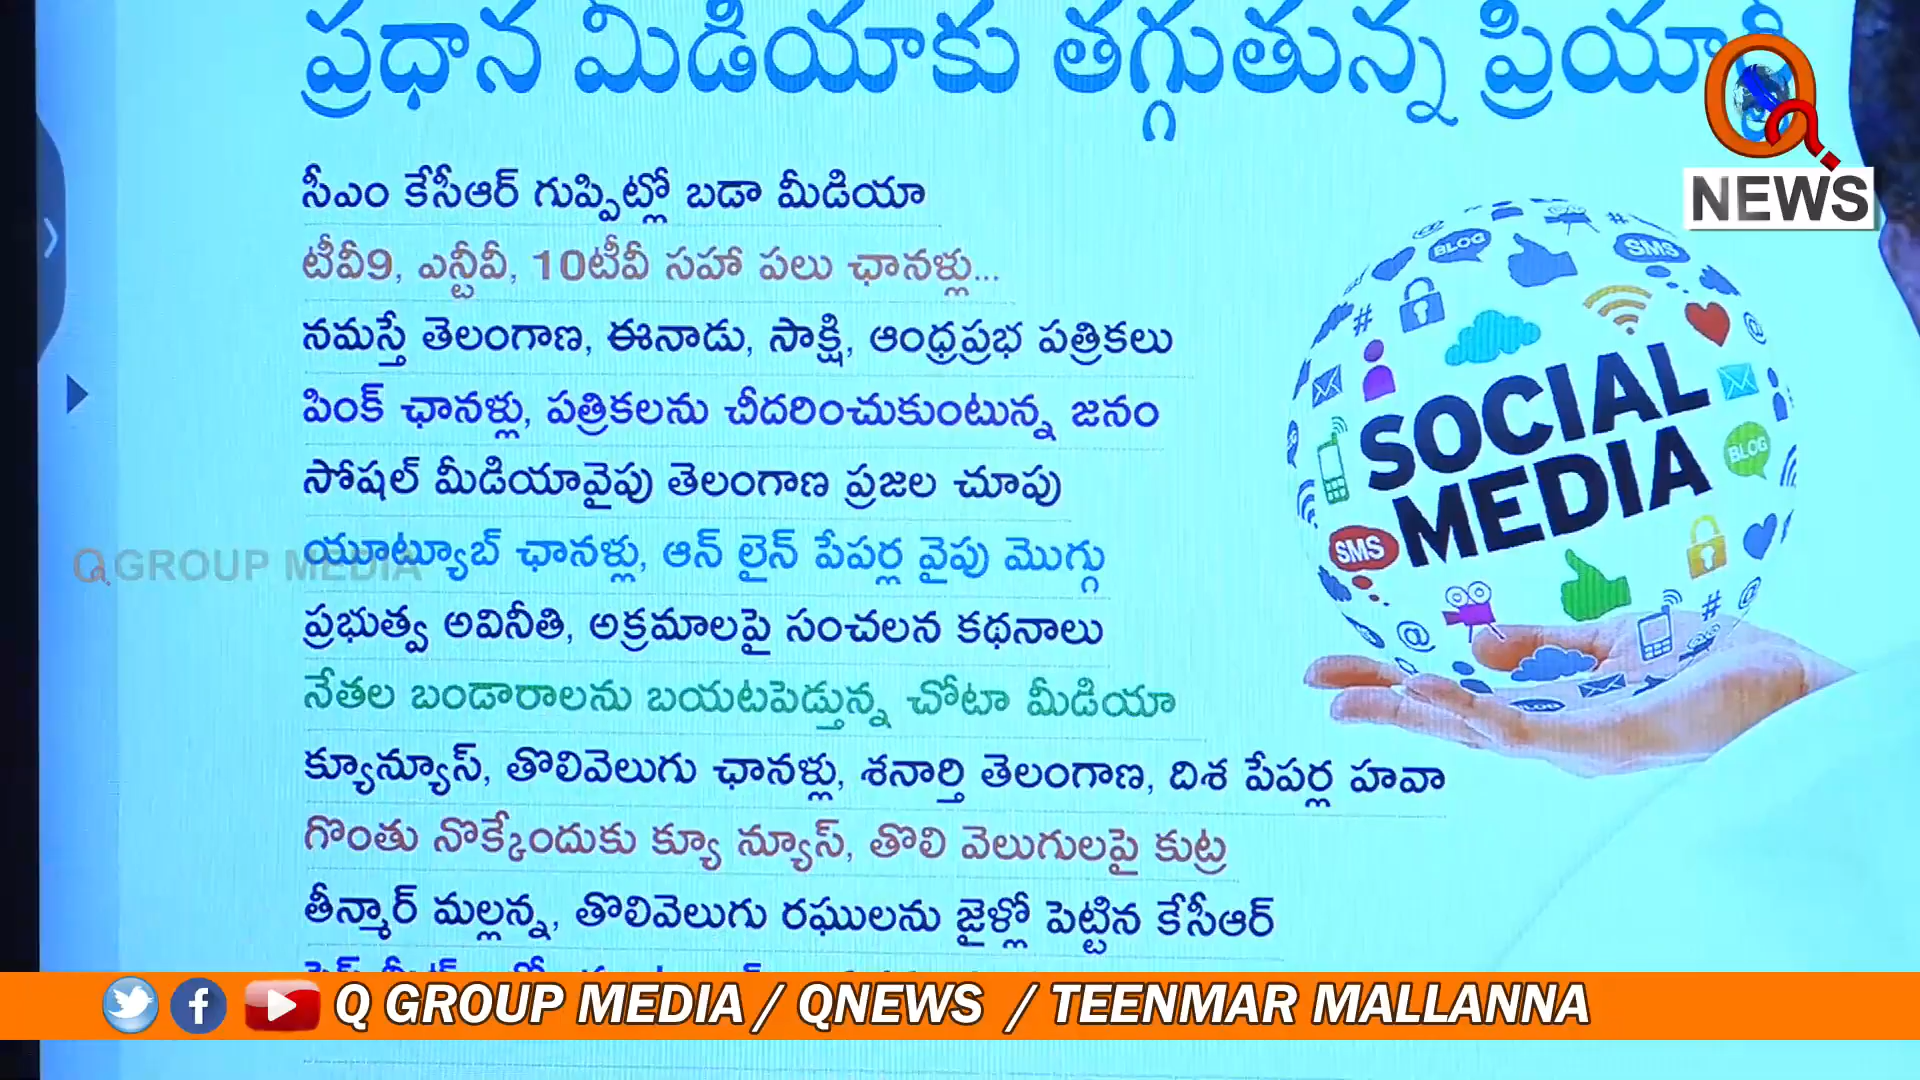 ప్రధాన మీడియాకు తగ్గుతున్న
NEWS
సీఎం కేసీఆర్ గుప్పిట్లో బడా మీడియా
టీవీ9, ఎన్టీవీ, 10టీవీ సహా పలు ఛానళ్లు...
నమస్తే తెలంగాణ, ఈనాడు, సాక్షి, ఆంధ్రప్రభ పత్రికలు
పింక్ ఛానళ్లు, పత్రికలను చీదరించుకుంటున్న జనం
సోషల్ మీడియావైపు తెలంగాణ ప్రజల చూపు
యూట్యూబ్ ఛానళ్లు, ఆన్ లైన్ పేపర్ల వైపు మొగ్గు
Q GROUP MEDIA
ప్రభుత్వ అవినీతి, అక్రమాలపై సంచలన కథనాలు
నేతల బండారాలను బయటపెడ్తున్న చోటా మీడియా
క్యూన్యూస్, తొలివెలుగు ఛానళ్లు, శనార్తి తెలంగాణ, దిశ పేపర్ల హవా
గొంతు నొక్కేందుకు క్యూ న్యూస్, తొలి వెలుగులపై కుట్ర
తీన్మార్ మల్లన్న, తొలివెలుగు రఘులను జైళ్లో పెట్టిన కేసీఆర్
BLOG
SMS
SOCIAL
MEDIA
BLOG
SMS
BLOG
Q GROUP MEDIA / QNEWS / TEENMAR MALLANNA